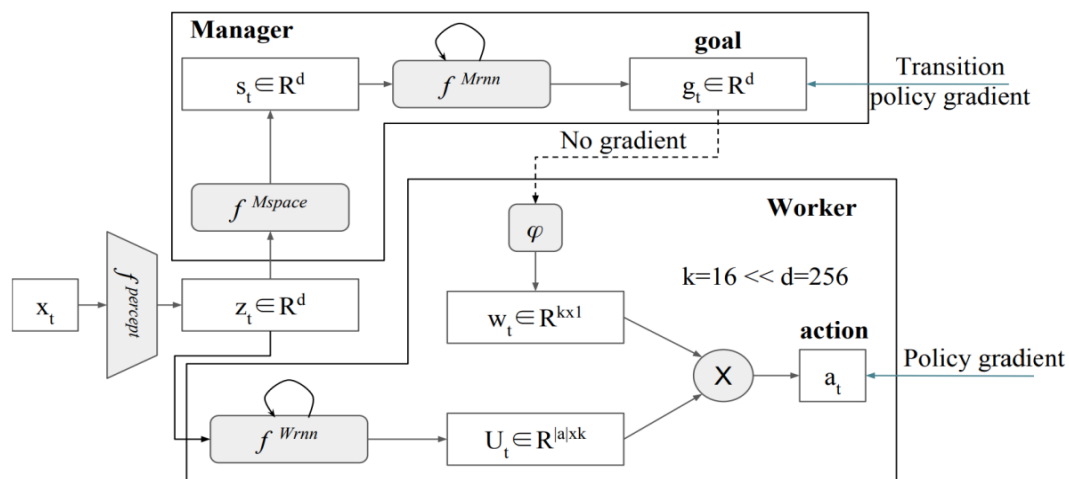 Manager
goal
s_t ∈ R^d
f^Mrnn
g_t ∈ R^d
Transition
policy gradient
No gradient
f^Mspace
Worker
φ
k=16 << d=256
x_t
f^percept
z_t ∈ R^d
w_t ∈ R^kx1
action
X
a_t
Policy gradient
f^Wrnn
U_t ∈ R^|a|xk